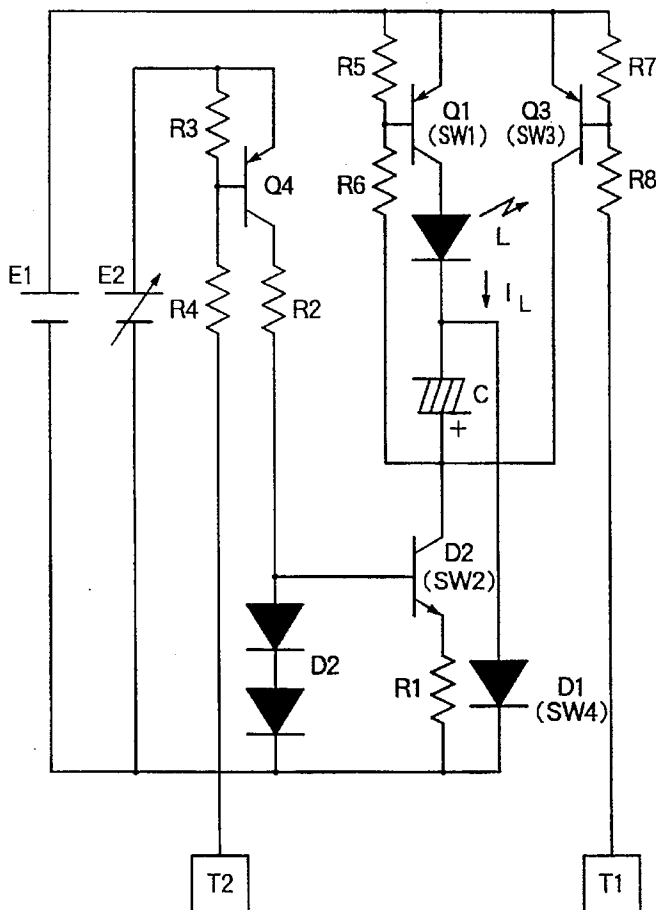 R5
R7
R3
Q1
(SW1)
Q3
(SW3)
Q4
R6
R8
L
E1
E2
I L
R4
R2
C
+
D2
(SW2)
D2
R1
D1
(SW4)
T2
T1